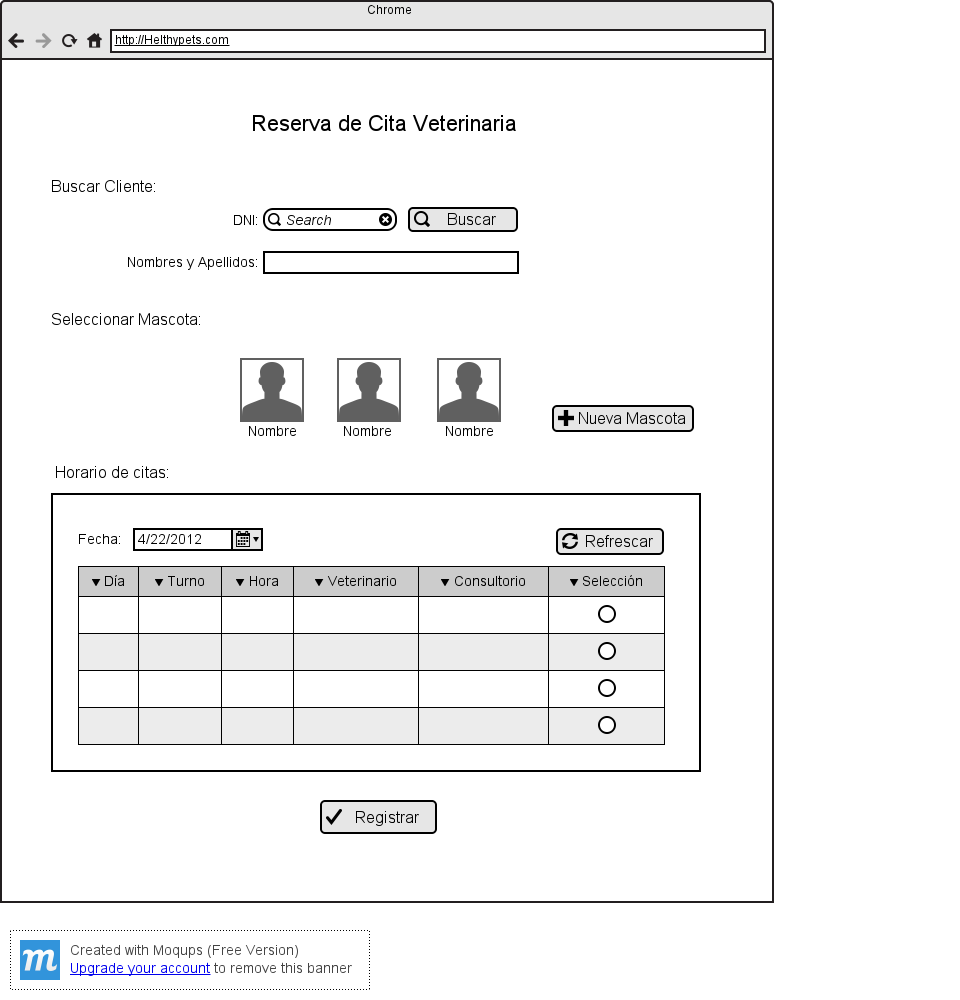 Chrome
http://Helthypets.com
Reserva de Cita Veterinaria
Buscar Cliente:
DNI: Search Buscar
Nombres y Apellidos:
Seleccionar Mascota:
Nombre Nombre Nombre
Nueva Mascota
Horario de citas:
Fecha: 4/22/2012 Refrescar
Día Turno Hora Veterinario Consultorio Selección
Registrar
m
Created with Moqups (Free Version)
Upgrade your account to remove this banner